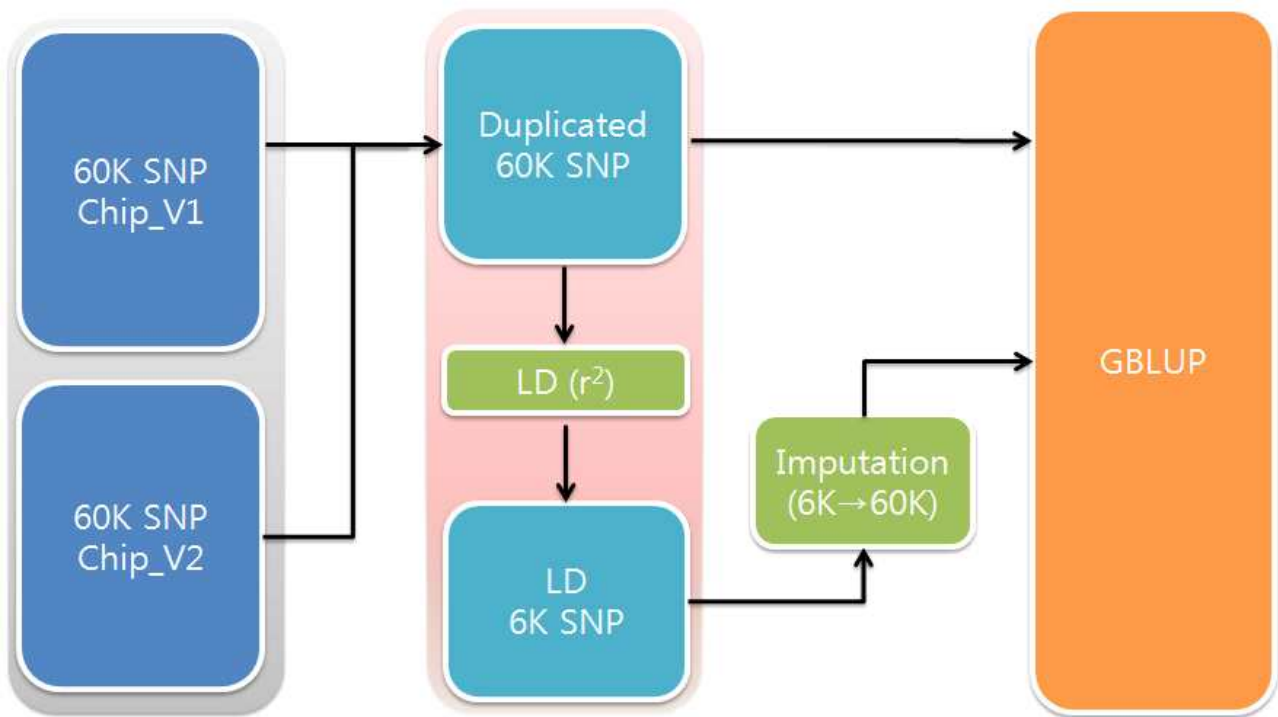 60K SNP
Chip_V1
60K SNP
Chip_V2
Duplicated
60K SNP
LD (r²)
LD
6K SNP
Imputation
(6K→60K)
GBLUP